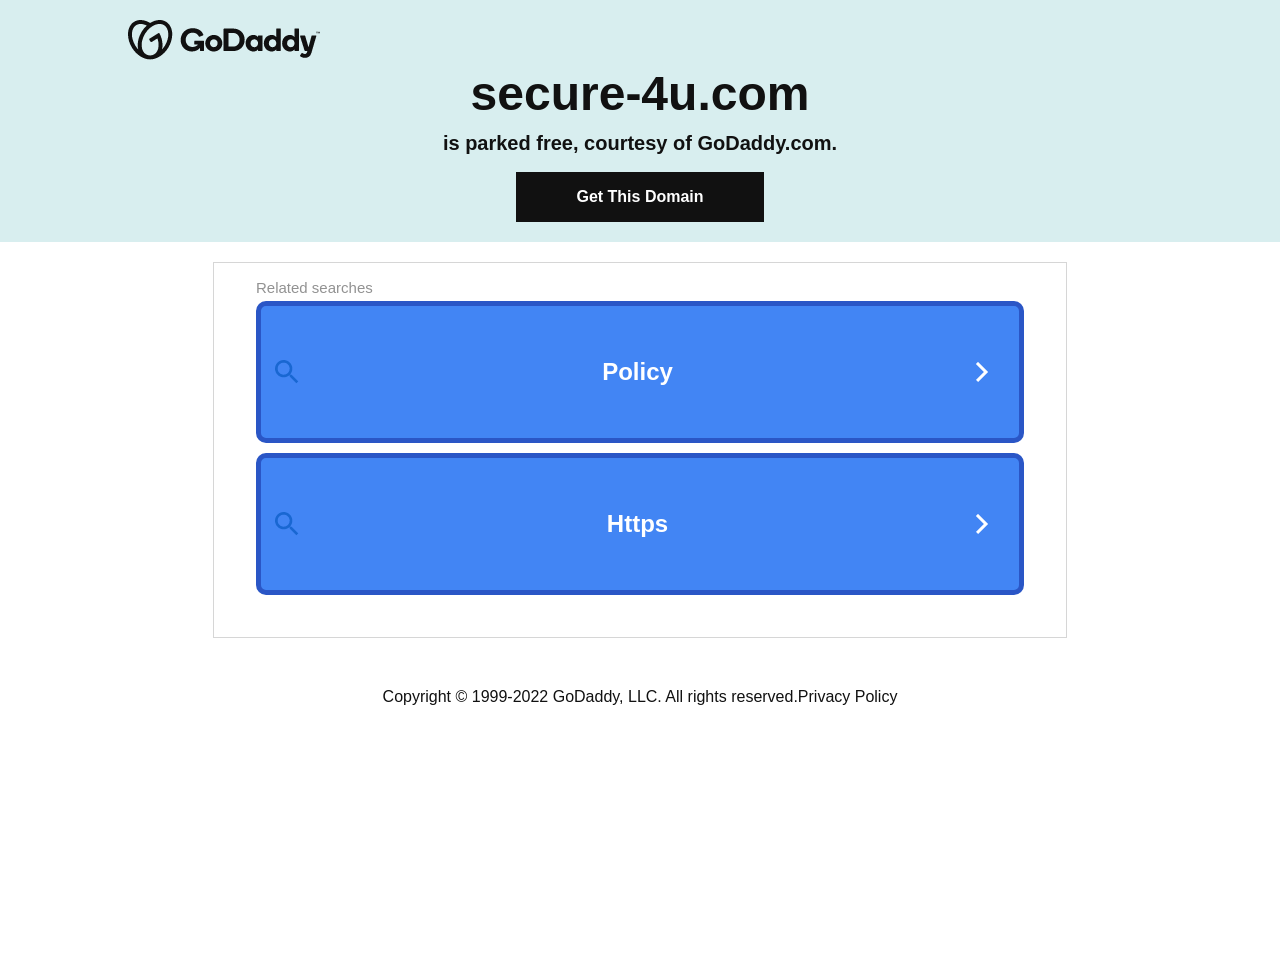 GoDaddy™
secure-4u.com
is parked free, courtesy of GoDaddy.com.
Get This Domain
Related searches
Policy
Https
Copyright © 1999-2022 GoDaddy, LLC. All rights reserved.Privacy Policy